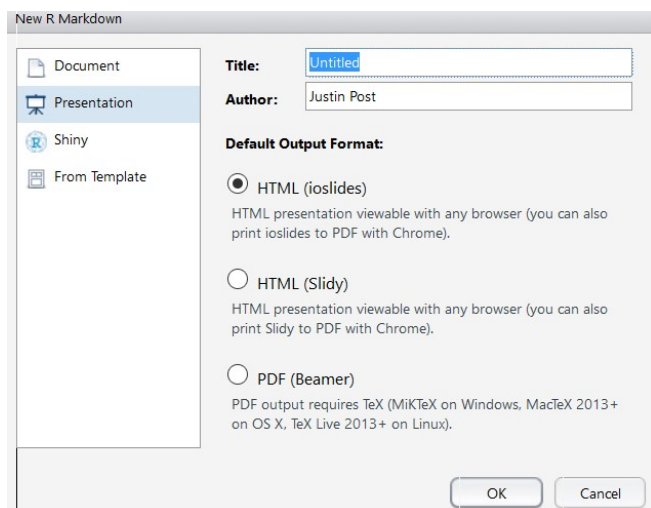 New R Markdown
Document
Presentation
Shiny
From Template
Title: Untitled
Author: Justin Post
Default Output Format:
HTML (ioslides)
HTML presentation viewable with any browser (you can also
print ioslides to PDF with Chrome).
HTML (Slidy)
HTML presentation viewable with any browser (you can also
print Slidy to PDF with Chrome).
PDF (Beamer)
PDF output requires TeX (MiKTeX on Windows, MacTeX 2013+
on OS X, TeX Live 2013+ on Linux).
OK Cancel